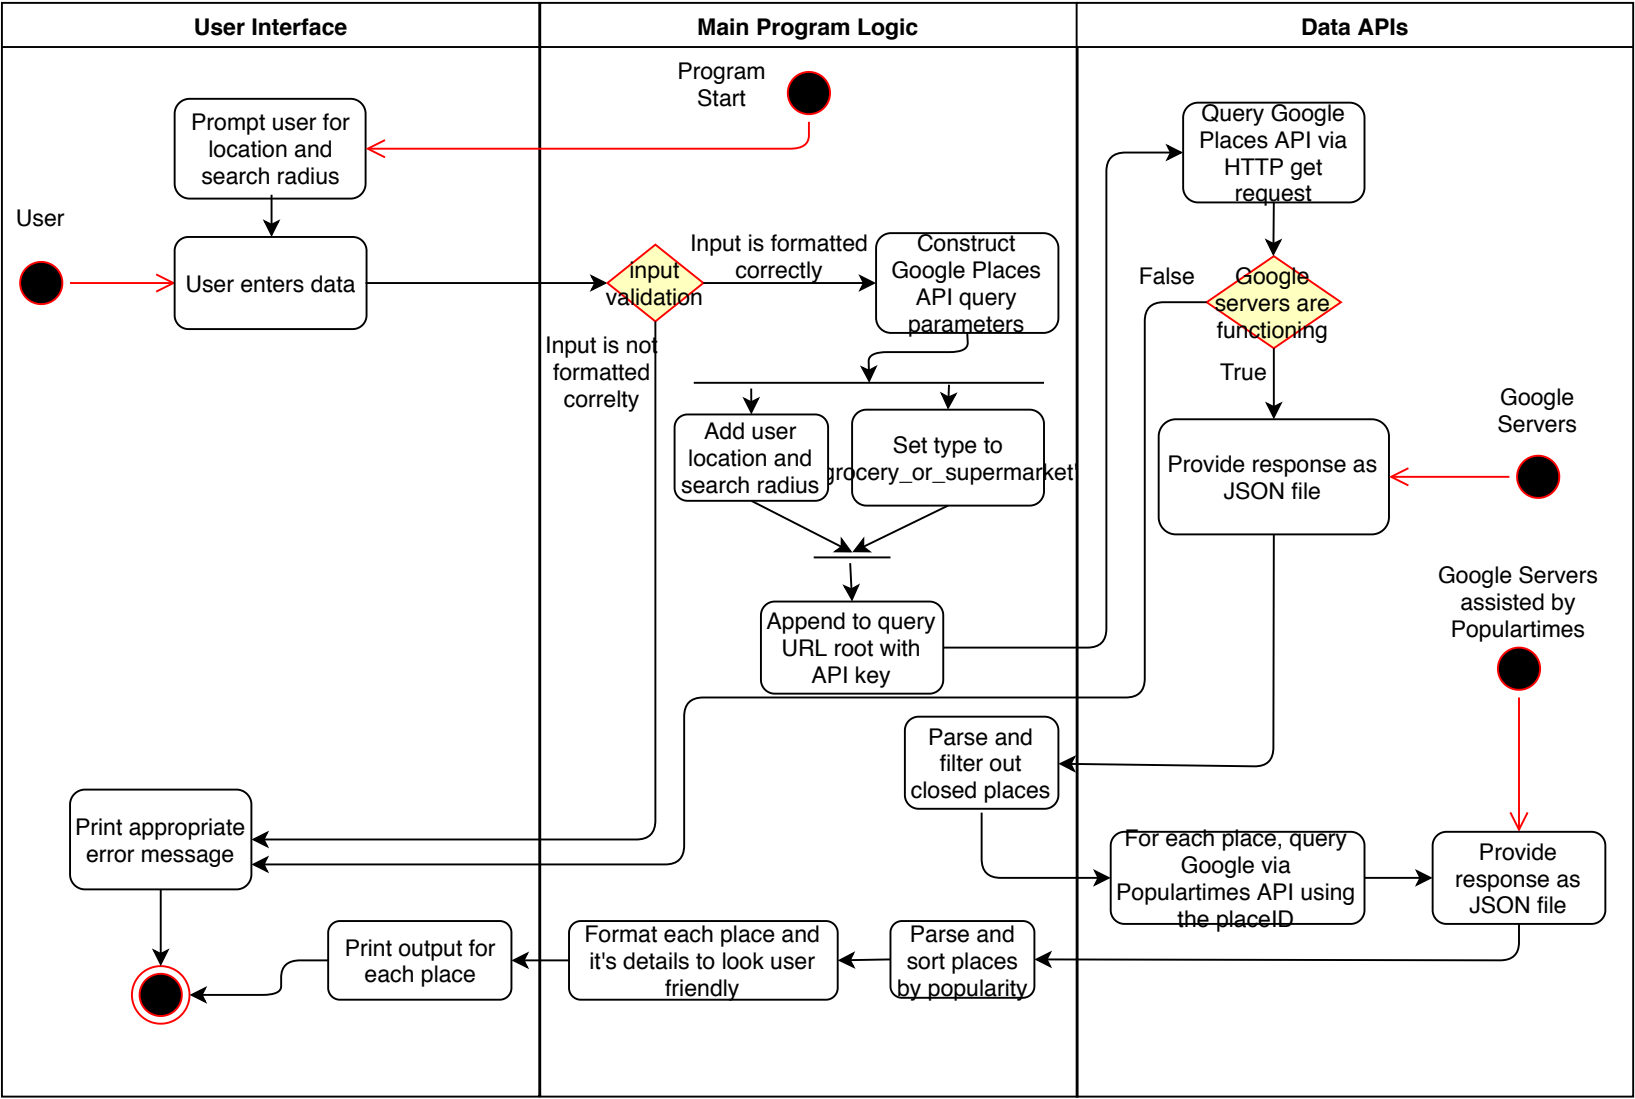 User Interface
Main Program Logic
Data APIs
Program
Start
Prompt user for
location and
search radius
Query Google
Places API via
HTTP get
request
User
User enters data
input
validation
Input is formatted
correctly
Construct
Google Places
API query
parameters
False
Google
servers are
functioning
True
Input is not
formatted
correlty
Add user
location and
search radius
Set type to
grocery_or_supermarket'
Google
Servers
Provide response as
JSON file
Google Servers
assisted by
Populartimes
Append to query
URL root with
API key
Parse and
filter out
closed places
Print appropriate
error message
For each place, query
Google via
Populartimes API using
the placeID
Provide
response as
JSON file
Print output for
each place
Format each place and
it's details to look user
friendly
Parse and
sort places
by popularity